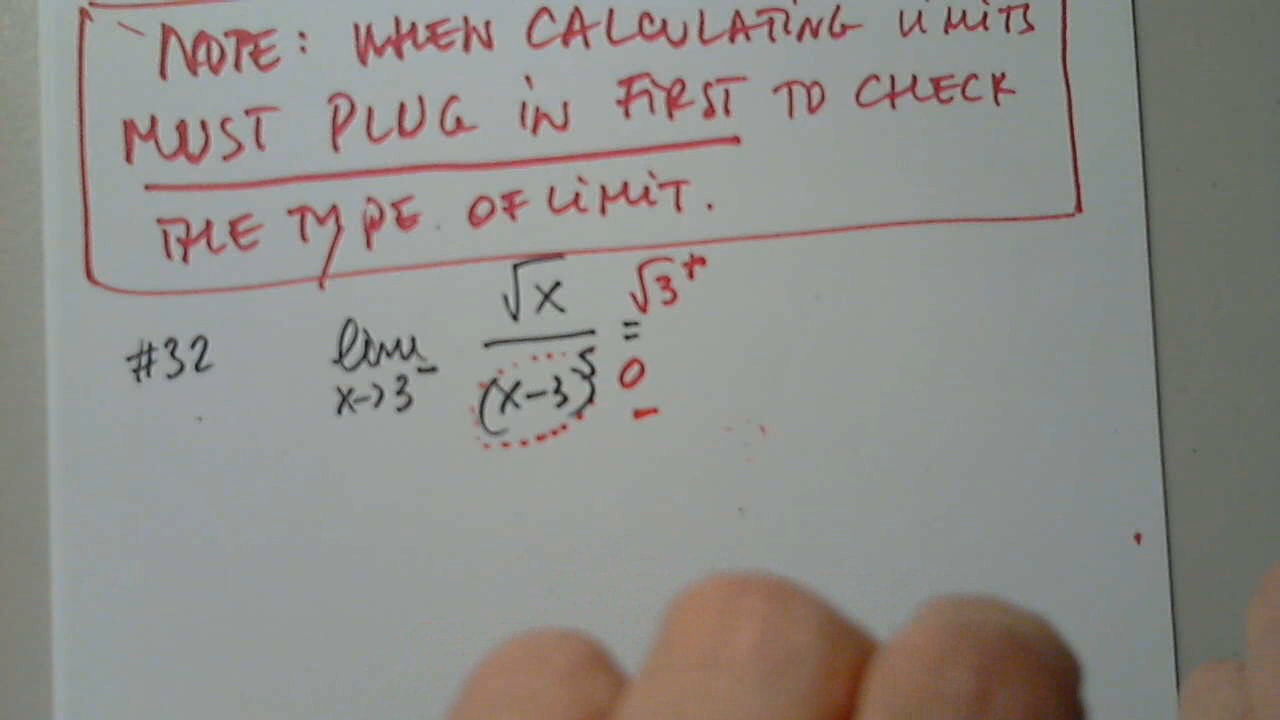 NOTE: WHEN CALCULATING LIMITS
MUST PLUG IN FIRST TO CHECK
THE TYPE OF LIMIT.
#32 lim x→3⁻ √x / (x-3)⁵ = √3 + / 0 -